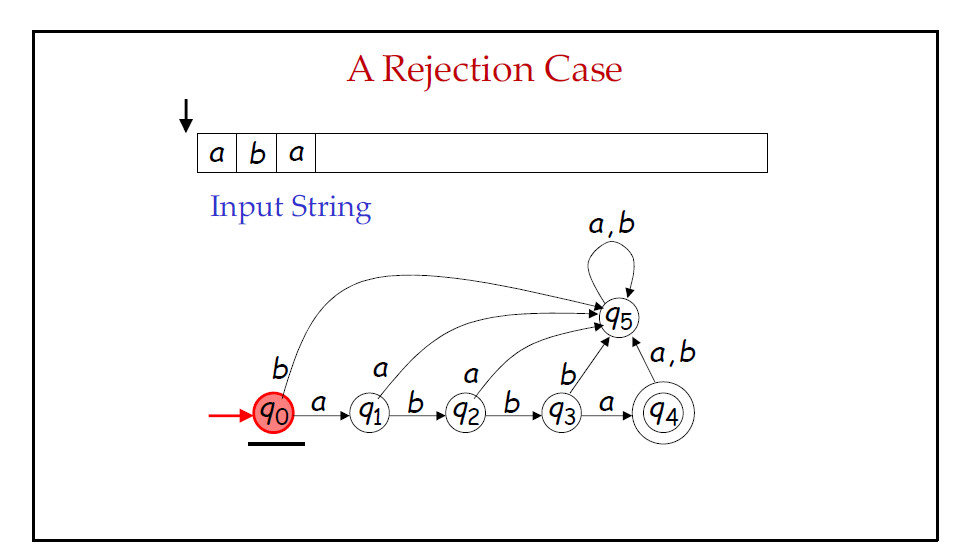 A Rejection Case
a b a
Input String
a,b
q5
b a a b a,b
q0 a q1 b q2 b q3 a q4